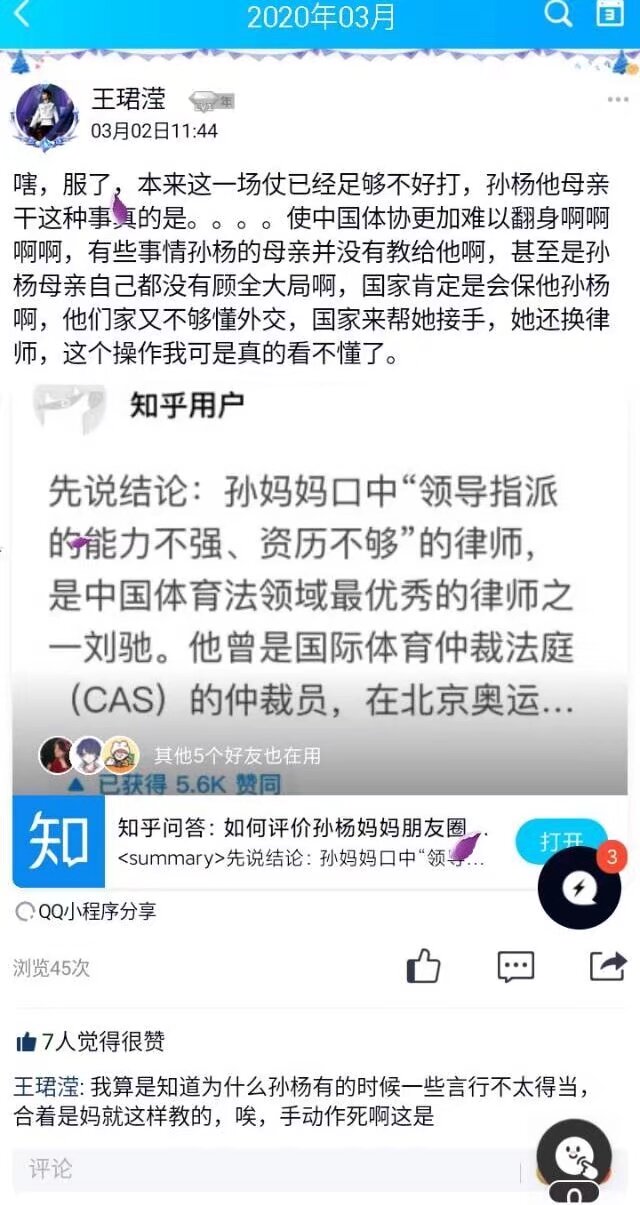 2020年03月
3
王珺滢
年
03月02日11:44
嗐，服了，本来这一场仗已经足够不好打，孙杨他母亲
干这种事真的是。。。。使中国体协更加难以翻身啊啊
啊啊，有些事情孙杨的母亲并没有教给他啊，甚至是孙
杨母亲自己都没有顾全大局啊，国家肯定是会保他孙杨
啊，他们家又不够懂外交，国家来帮她接手，她还换律
师，这个操作我可是真的看不懂了。
知乎用户
先说结论：孙妈妈口中“领导指派
的能力不强、资历不够”的律师，
是中国体育法领域最优秀的律师之
一刘驰。他曾是国际体育仲裁法庭
（CAS）的仲裁员，在北京奥运...
其他5个好友也在用
▲ 已获得 5.6K 赞同
知
知乎问答：如何评价孙杨妈妈朋友圈...
<summary>先说结论：孙妈妈口中“领导...
打开
3
QQ小程序分享
浏览45次
7人觉得很赞
王珺滢: 我算是知道为什么孙杨有的时候一些言行不太得当，
合着是妈就这样教的，唉，手动作死啊这是
评论
0